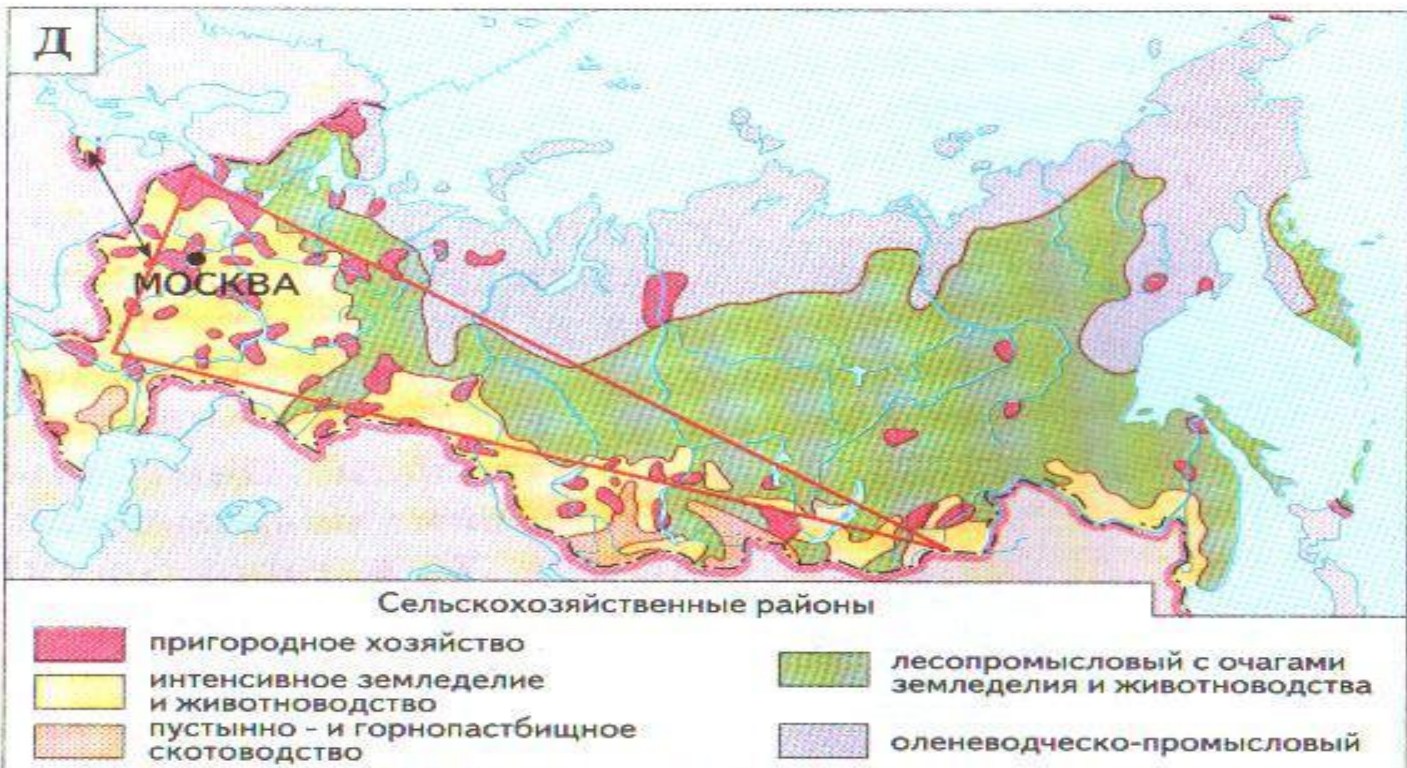 Д
МОСКВА
Сельскохозяйственные районы
пригородное хозяйство
интенсивное земледелие
и животноводство
пустынно - и горнопастбищное
скотоводство
лесопромысловый с очагами
земледелия и животноводства
оленеводческо-промысловый